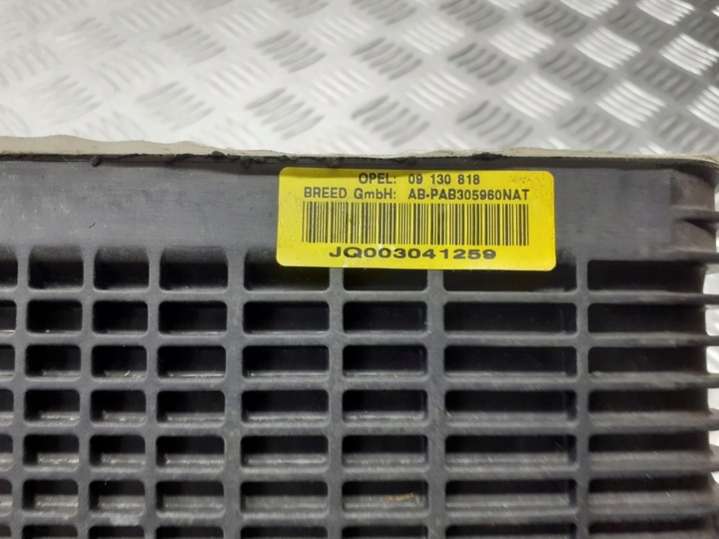 OPEL: 09 130 818
BREED GmbH: AB-PAB305960NAT
JQ003041259